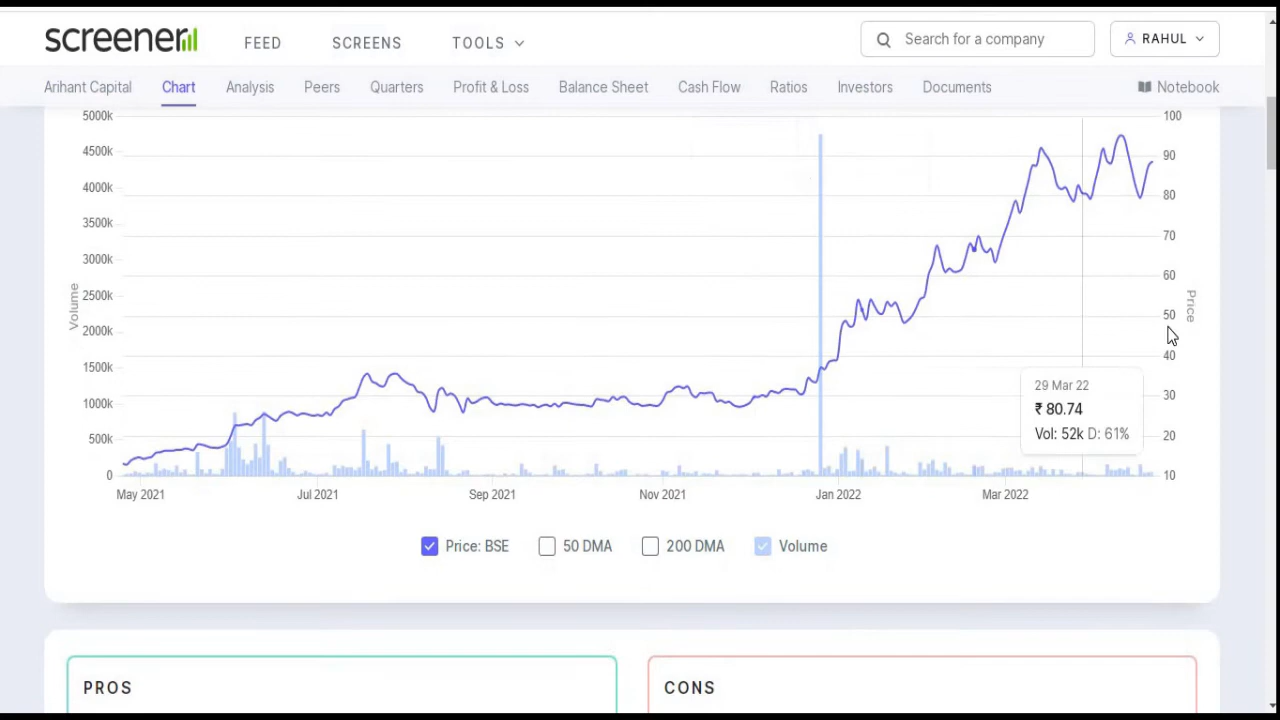 screener FEED SCREENS TOOLS Search for a company RAHUL
Arihant Capital Chart Analysis Peers Quarters Profit & Loss Balance Sheet Cash Flow Ratios Investors Documents Notebook
5000k 100
4500k 90
4000k 80
3500k 70
3000k 60
2500k 50
2000k 40
1500k 30
1000k 20
500k 10
0
Volume
Price
29 Mar 22
₹ 80.74
Vol: 52k D: 61%
May 2021 Jul 2021 Sep 2021 Nov 2021 Jan 2022 Mar 2022
Price: BSE 50 DMA 200 DMA Volume
PROS CONS